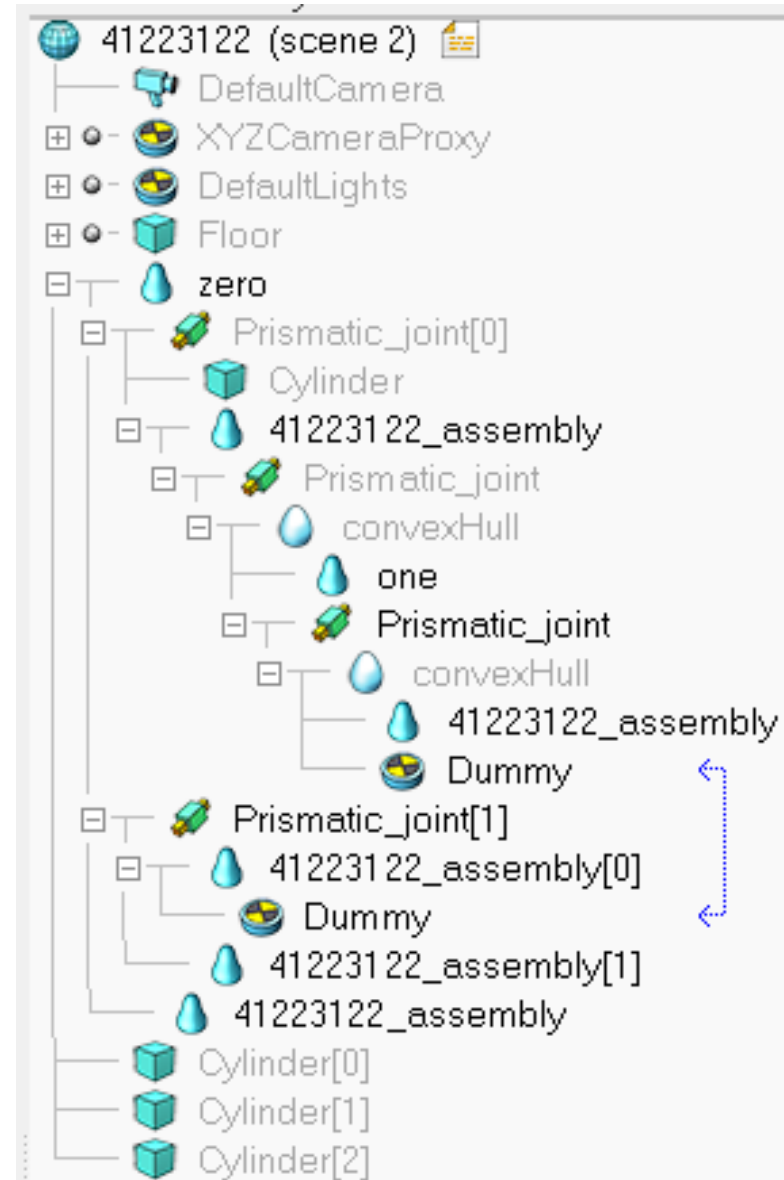 41223122 (scene 2)
DefaultCamera
XYZCameraProxy
DefaultLights
Floor
zero
Prismatic_joint[0]
Cylinder
41223122_assembly
Prismatic_joint
convexHull
one
Prismatic_joint
convexHull
41223122_assembly
Dummy
Prismatic_joint[1]
41223122_assembly[0]
Dummy
41223122_assembly[1]
41223122_assembly
Cylinder[0]
Cylinder[1]
Cylinder[2]